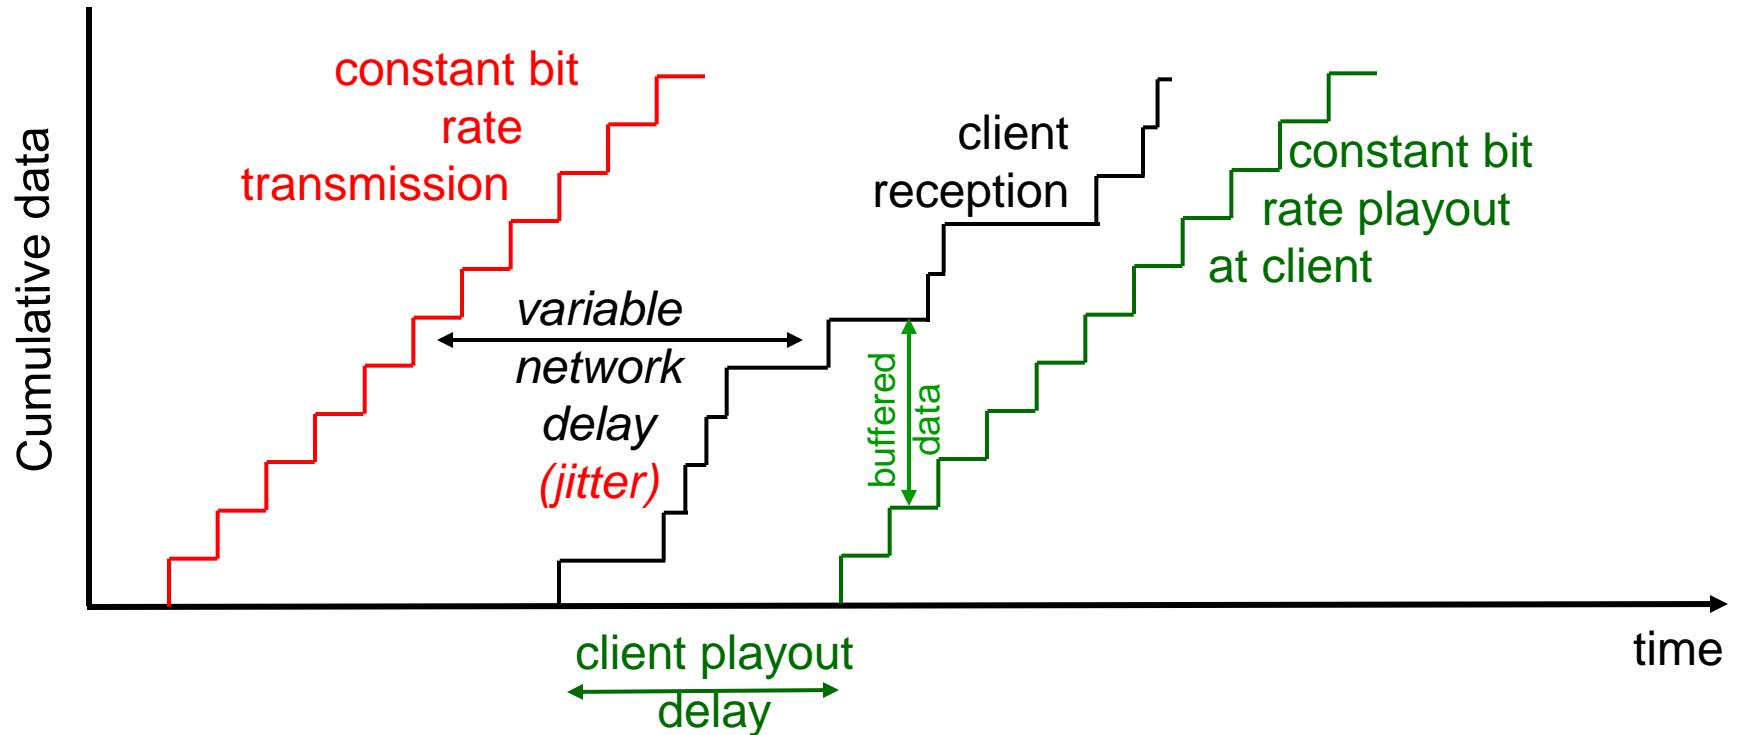 Cumulative data
constant bit
rate
transmission
variable
network
delay
(jitter)
client
reception
buffered
data
constant bit
rate playout
at client
client playout
delay
time